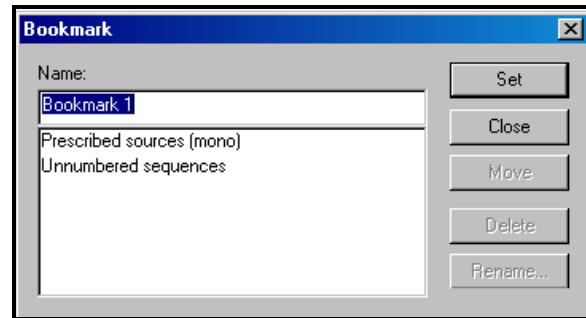 Bookmark
Name:
Bookmark 1
Prescribed sources (mono)
Unnumbered sequences
Set
Close
Move
Delete
Rename...